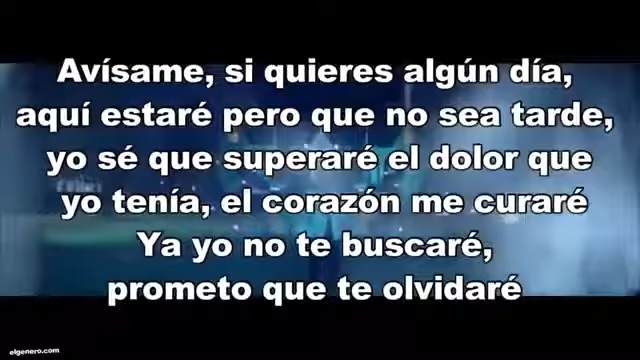 Avísame, si quieres algún día,
aquí estaré pero que no sea tarde,
yo sé que superaré el dolor que
yo tenía, el corazón me curaré
Ya yo no te buscaré,
prometo que te olvidaré
elgenero.com